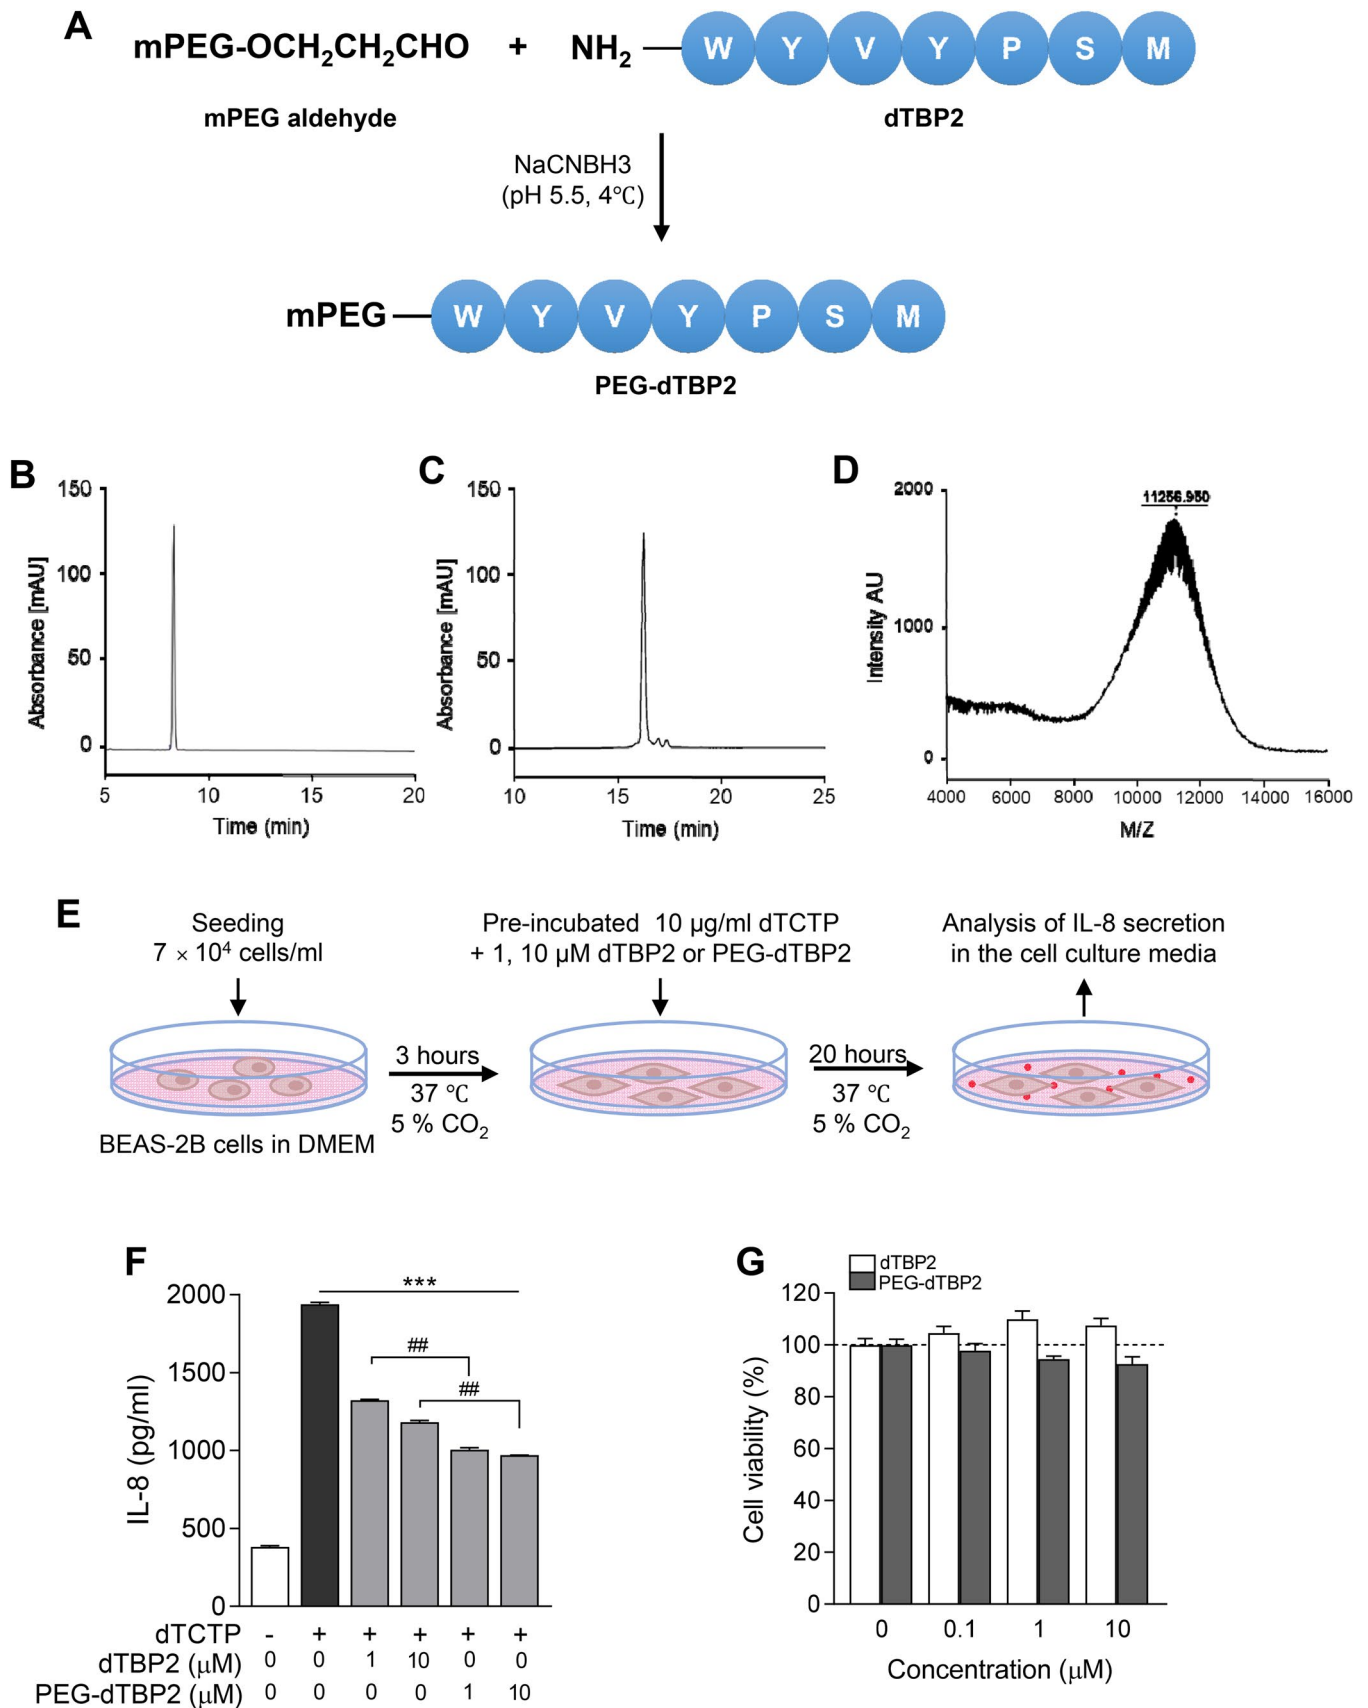 A
mPEG-OCH2CH2CHO + NH2 W Y V Y P S M
mPEG aldehyde dTBP2
NaCNBH3
(pH 5.5, 4℃)
mPEG W Y V Y P S M
PEG-dTBP2
B
150
100
50
0
5 10 15 20
Absorbance [mAU]
Time (min)
C
150
100
50
0
10 15 20 25
Absorbance [mAU]
Time (min)
D
11256.950
2000
1000
0
4000 6000 8000 10000 12000 14000 16000
Intensity AU
M/Z
E
Seeding
7 × 10⁴ cells/ml
Pre-incubated 10 µg/ml dTCTP
+ 1, 10 µM dTBP2 or PEG-dTBP2
Analysis of IL-8 secretion
in the cell culture media
3 hours
37 ℃
5 % CO2
20 hours
37 ℃
5 % CO2
BEAS-2B cells in DMEM
F
***
##
##
2000
1500
1000
500
0
IL-8 (pg/ml)
dTCTP - + + + + +
dTBP2 (µM) 0 0 1 10 0 0
PEG-dTBP2 (µM) 0 0 0 0 1 10
G
dTBP2
PEG-dTBP2
120
100
80
60
40
20
0
Cell viability (%)
0 0.1 1 10
Concentration (µM)